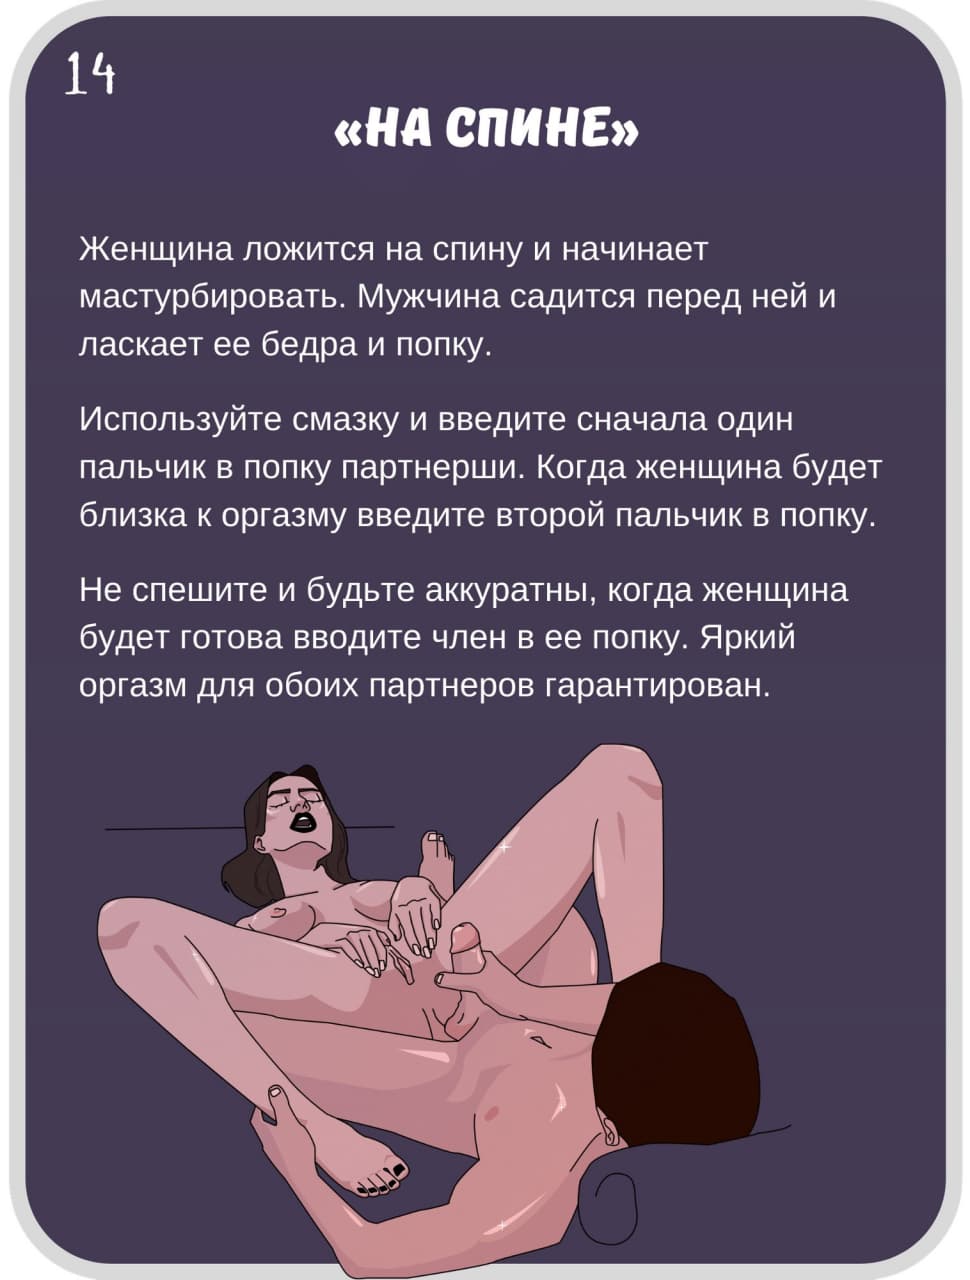 14
«НА СПИНЕ»
Женщина ложится на спину и начинает
мастурбировать. Мужчина садится перед ней и
ласкает ее бедра и попку.
Используйте смазку и введите сначала один
пальчик в попку партнерши. Когда женщина будет
близка к оргазму введите второй пальчик в попку.
Не спешите и будьте аккуратны, когда женщина
будет готова вводите член в ее попку. Яркий
оргазм для обоих партнеров гарантирован.